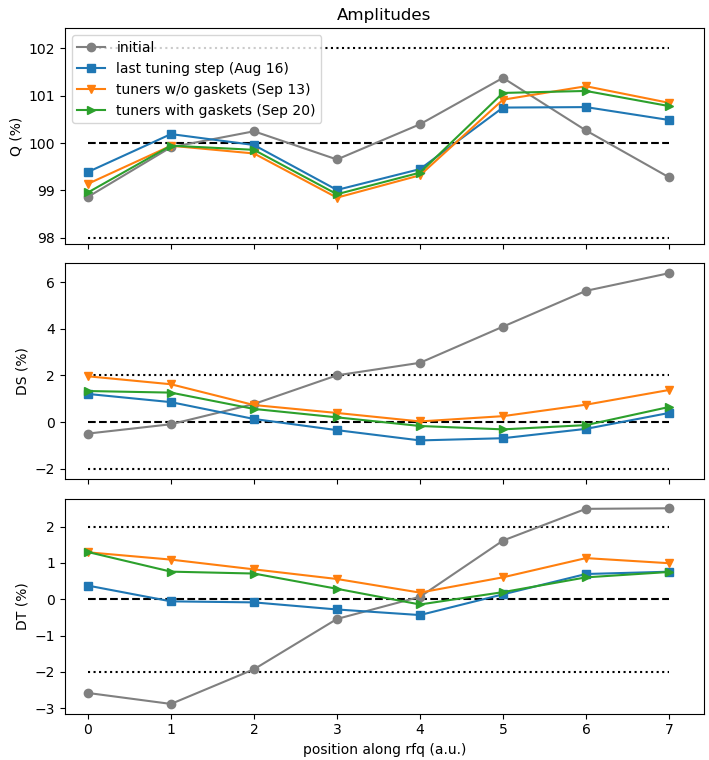 Amplitudes
102
101
100
99
98
Q (%)
initial
last tuning step (Aug 16)
tuners w/o gaskets (Sep 13)
tuners with gaskets (Sep 20)
6
4
2
0
−2
DS (%)
2
1
0
−1
−2
−3
DT (%)
0 1 2 3 4 5 6 7
position along rfq (a.u.)